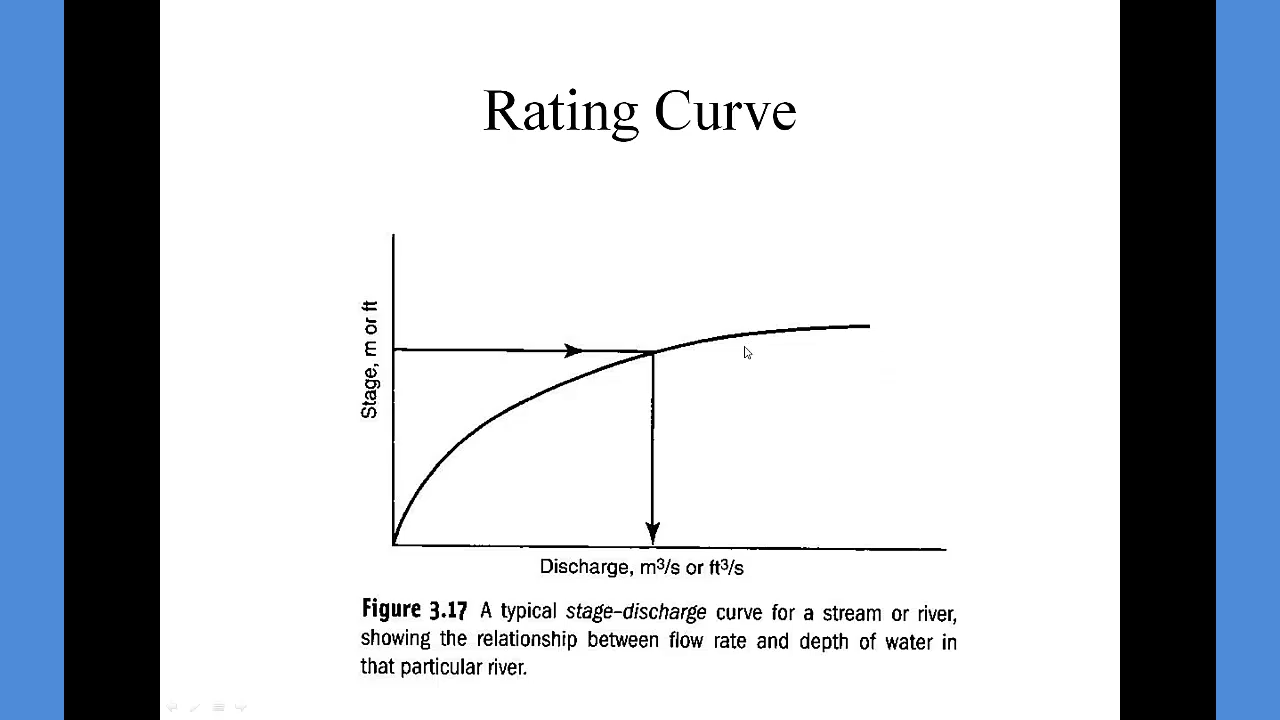 Rating Curve
Stage, m or ft
Discharge, m³/s or ft³/s
Figure 3.17 A typical stage–discharge curve for a stream or river,
showing the relationship between flow rate and depth of water in
that particular river.